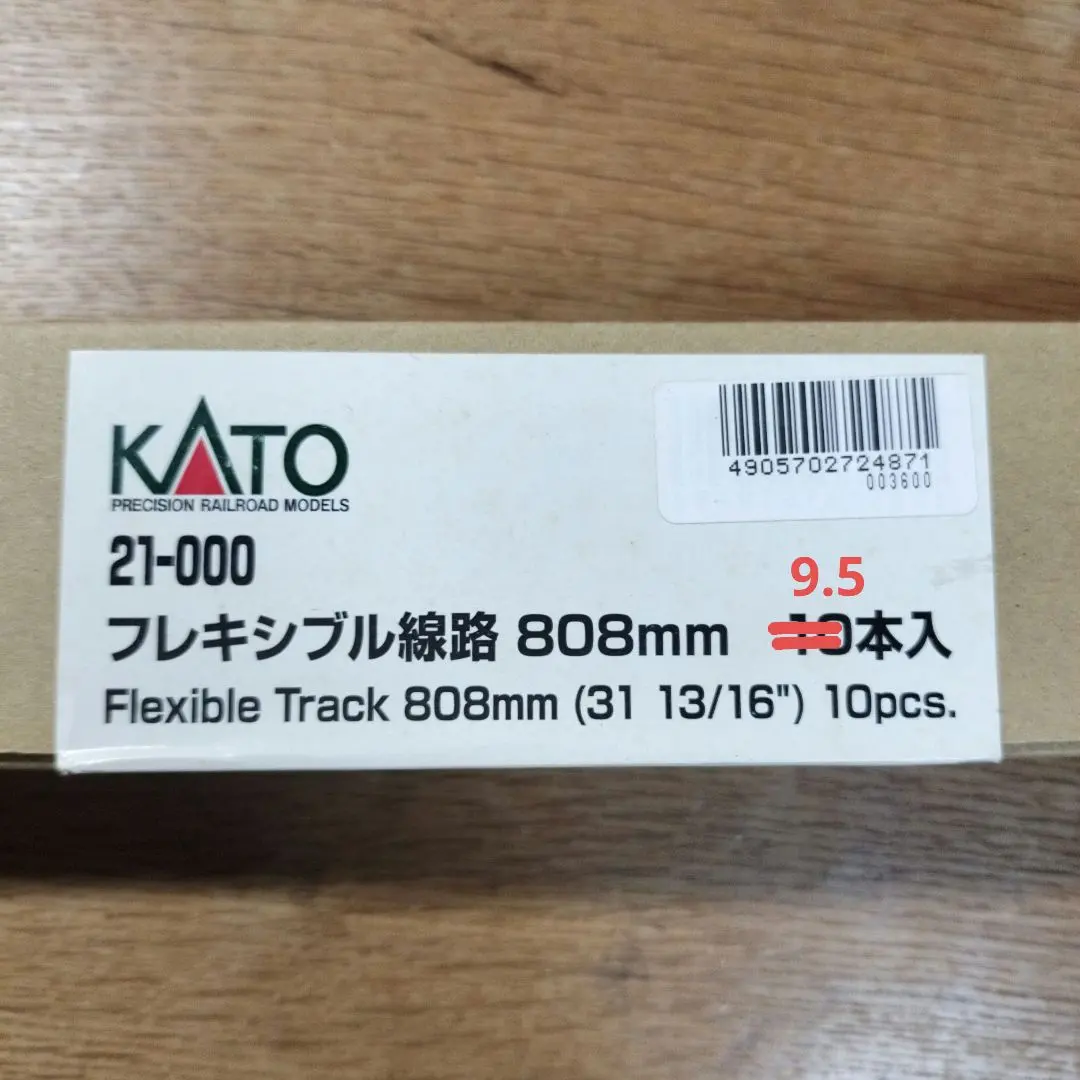 KATO
PRECISION RAILROAD MODELS
4905702724871
003600
21-000
9.5
フレキシブル線路 808mm 10本入
Flexible Track 808mm (31 13/16") 10pcs.